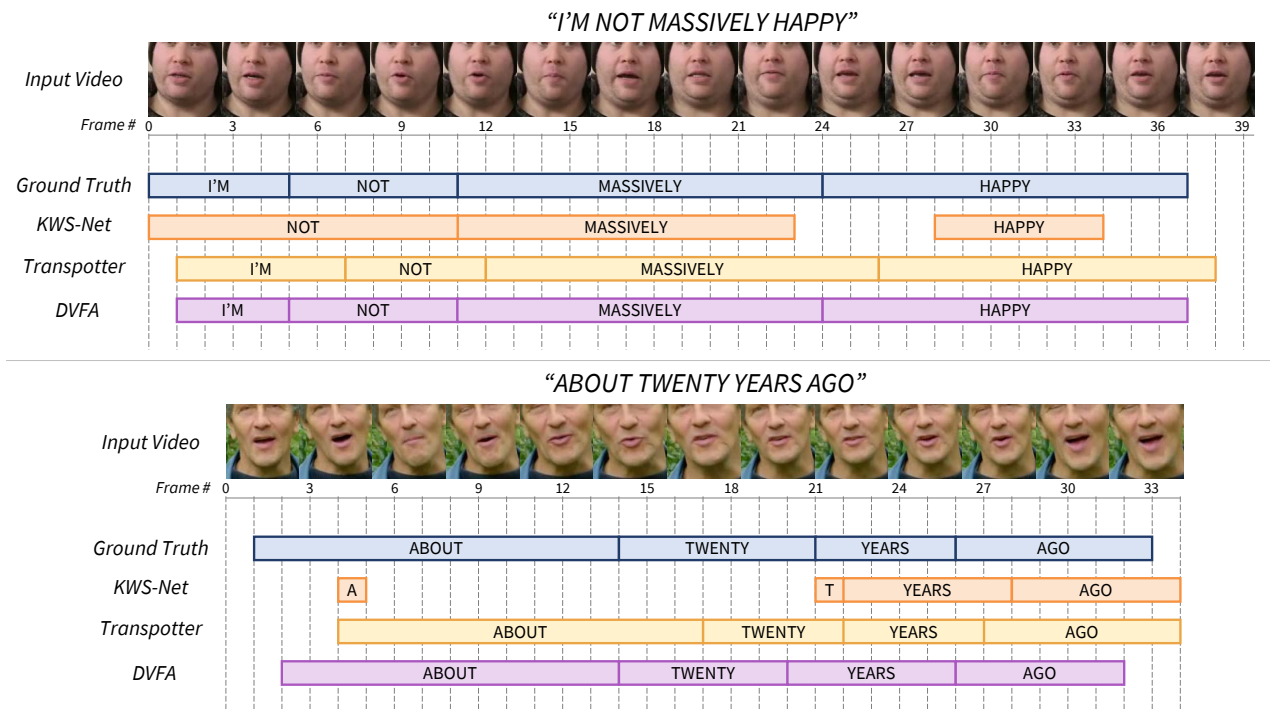 “I’M NOT MASSIVELY HAPPY”
Input Video
Frame # 0 3 6 9 12 15 18 21 24 27 30 33 36 39
Ground Truth I’M NOT MASSIVELY HAPPY
KWS-Net NOT MASSIVELY HAPPY
Transpotter I’M NOT MASSIVELY HAPPY
DVFA I’M NOT MASSIVELY HAPPY
“ABOUT TWENTY YEARS AGO”
Input Video
Frame # 0 3 6 9 12 15 18 21 24 27 30 33
Ground Truth ABOUT TWENTY YEARS AGO
KWS-Net A T YEARS AGO
Transpotter ABOUT TWENTY YEARS AGO
DVFA ABOUT TWENTY YEARS AGO